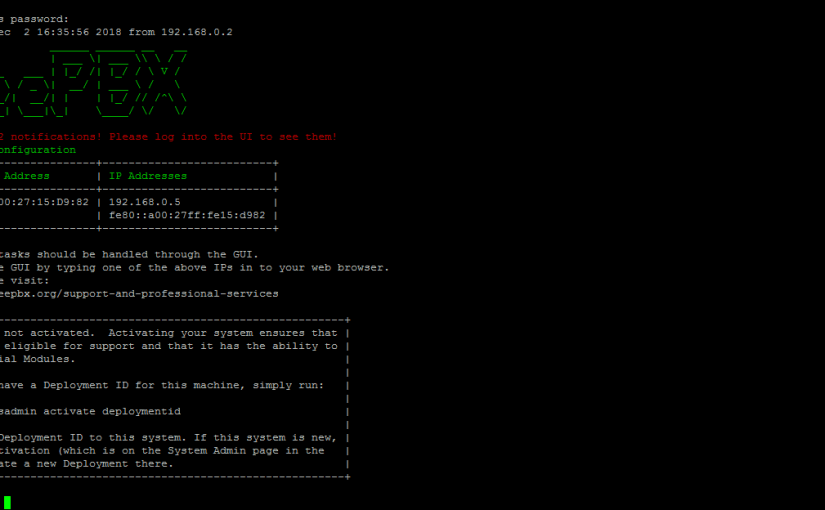 s password:
ec  2 16:35:56 2018 from 192.168.0.2
PBX
2 notifications! Please log into the UI to see them!
onfiguration
Address | IP Addresses |
00:27:15:D9:82 | 192.168.0.5 |
| fe80::a00:27ff:fe15:d982 |
tasks should be handled through the GUI.
e GUI by typing one of the above IPs in to your web browser.
e visit:
eepbx.org/support-and-professional-services
not activated.  Activating your system ensures that |
eligible for support and that it has the ability to |
ial Modules. |
have a Deployment ID for this machine, simply run: |
sadmin activate deploymentid |
Deployment ID to this system. If this system is new, |
tivation (which is on the System Admin page in the |
ate a new Deployment there. |